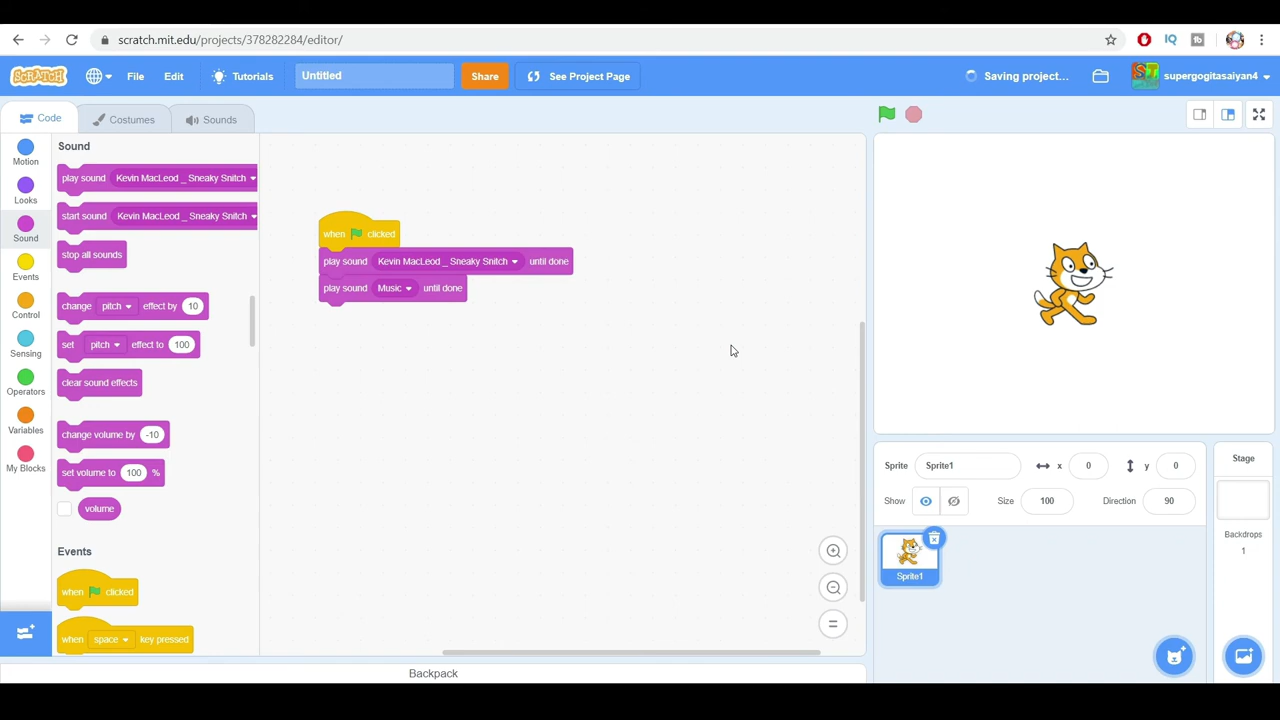 scratch.mit.edu/projects/378282284/editor/
SCRATCH File Edit Tutorials Untitled Share See Project Page Saving project... supergogitasaiyan4
Code Costumes Sounds
Motion
Looks
Sound
Events
Control
Sensing
Operators
Variables
My Blocks
Sound
play sound Kevin MacLeod _ Sneaky Snitch
start sound Kevin MacLeod _ Sneaky Snitch
stop all sounds
change pitch effect by 10
set pitch effect to 100
clear sound effects
change volume by -10
set volume to 100 %
volume
Events
when clicked
when space key pressed
when clicked
play sound Kevin MacLeod _ Sneaky Snitch until done
play sound Music until done
Backpack
Sprite Sprite1 x 0 y 0
Show Size 100 Direction 90
Sprite1
Stage
Backdrops
1